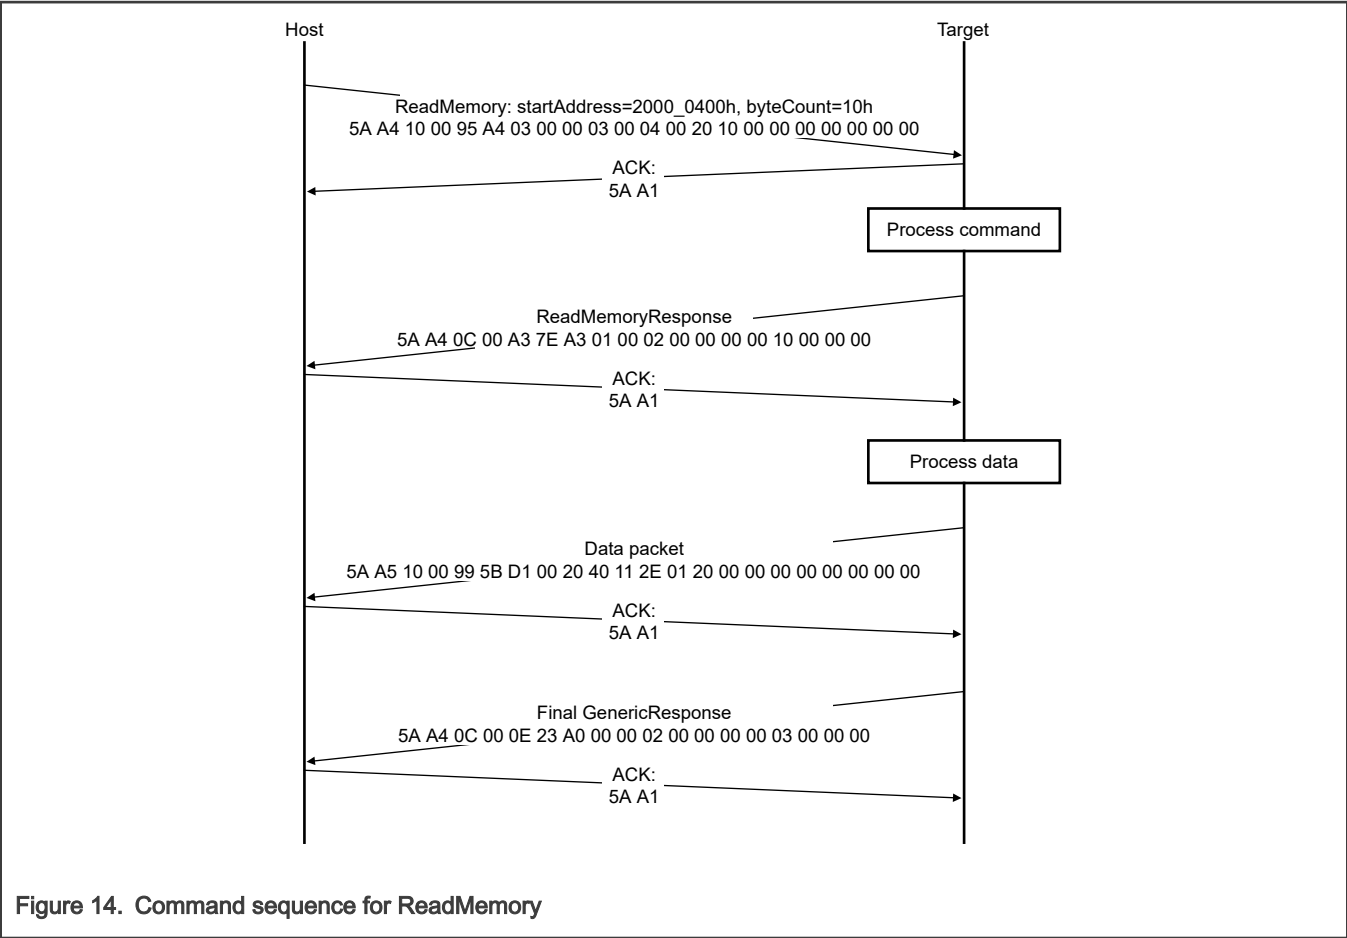 Host
Target
ReadMemory: startAddress=2000_0400h, byteCount=10h
5A A4 10 00 95 A4 03 00 00 03 00 04 00 20 10 00 00 00 00 00 00 00
ACK:
5A A1
Process command
ReadMemoryResponse
5A A4 0C 00 A3 7E A3 01 00 02 00 00 00 00 10 00 00 00
ACK:
5A A1
Process data
Data packet
5A A5 10 00 99 5B D1 00 20 40 11 2E 01 20 00 00 00 00 00 00 00 00
ACK:
5A A1
Final GenericResponse
5A A4 0C 00 0E 23 A0 00 00 02 00 00 00 00 03 00 00 00
ACK:
5A A1
Figure 14. Command sequence for ReadMemory